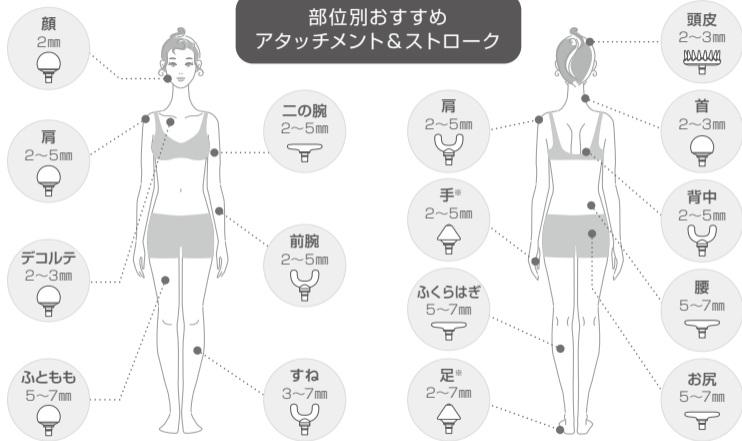 部位別おすすめ
アタッチメント&ストローク
顔
2㎜
肩
2〜5㎜
デコルテ
2〜3㎜
ふともも
5〜7㎜
二の腕
2〜5㎜
前腕
2〜5㎜
すね
3〜7㎜
肩
2〜5㎜
手※
2〜5㎜
ふくらはぎ
5〜7㎜
足※
2〜7㎜
頭皮
2〜3㎜
首
2〜3㎜
背中
2〜5㎜
腰
5〜7㎜
お尻
5〜7㎜